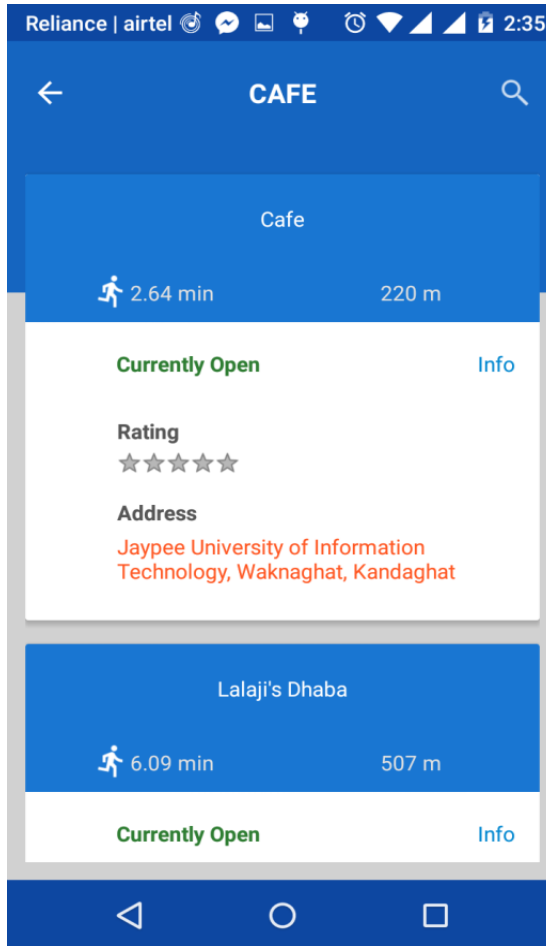 Reliance | airtel 2:35
CAFE
Cafe
2.64 min 220 m
Currently Open Info
Rating
Address
Jaypee University of Information
Technology, Waknaghat, Kandaghat
Lalaji's Dhaba
6.09 min 507 m
Currently Open Info